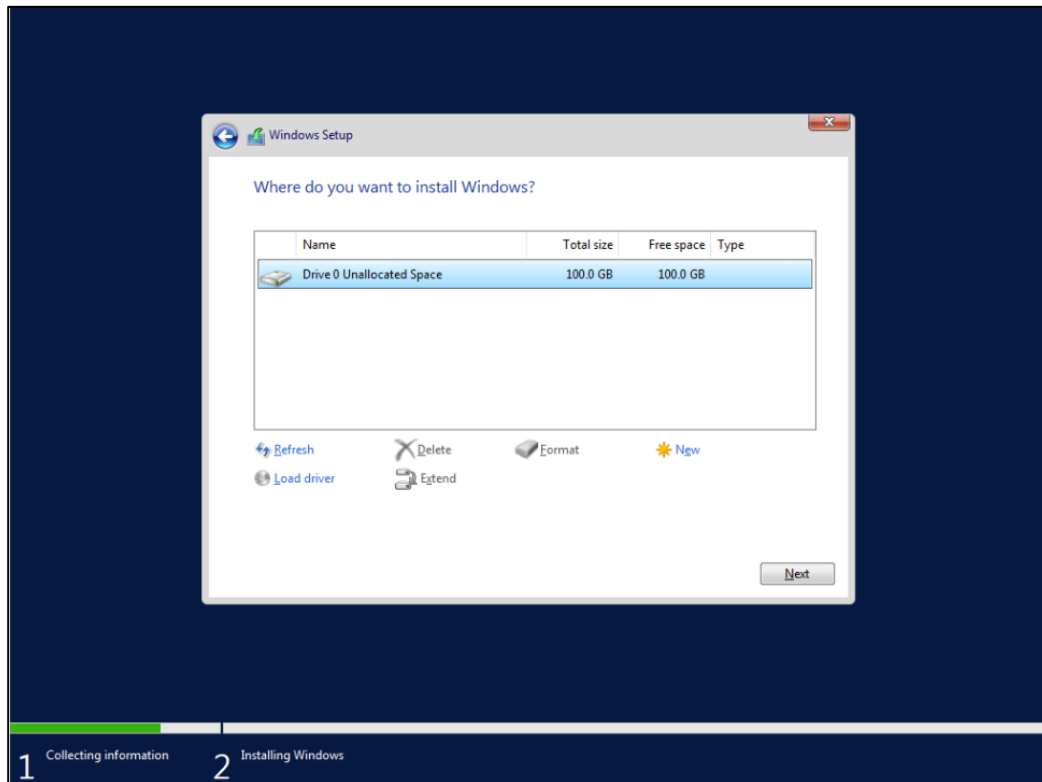 Windows Setup
Where do you want to install Windows?
Name Total size Free space Type
Drive 0 Unallocated Space 100.0 GB 100.0 GB
Refresh Delete Format New
Load driver Extend
Next
1 Collecting information 2 Installing Windows